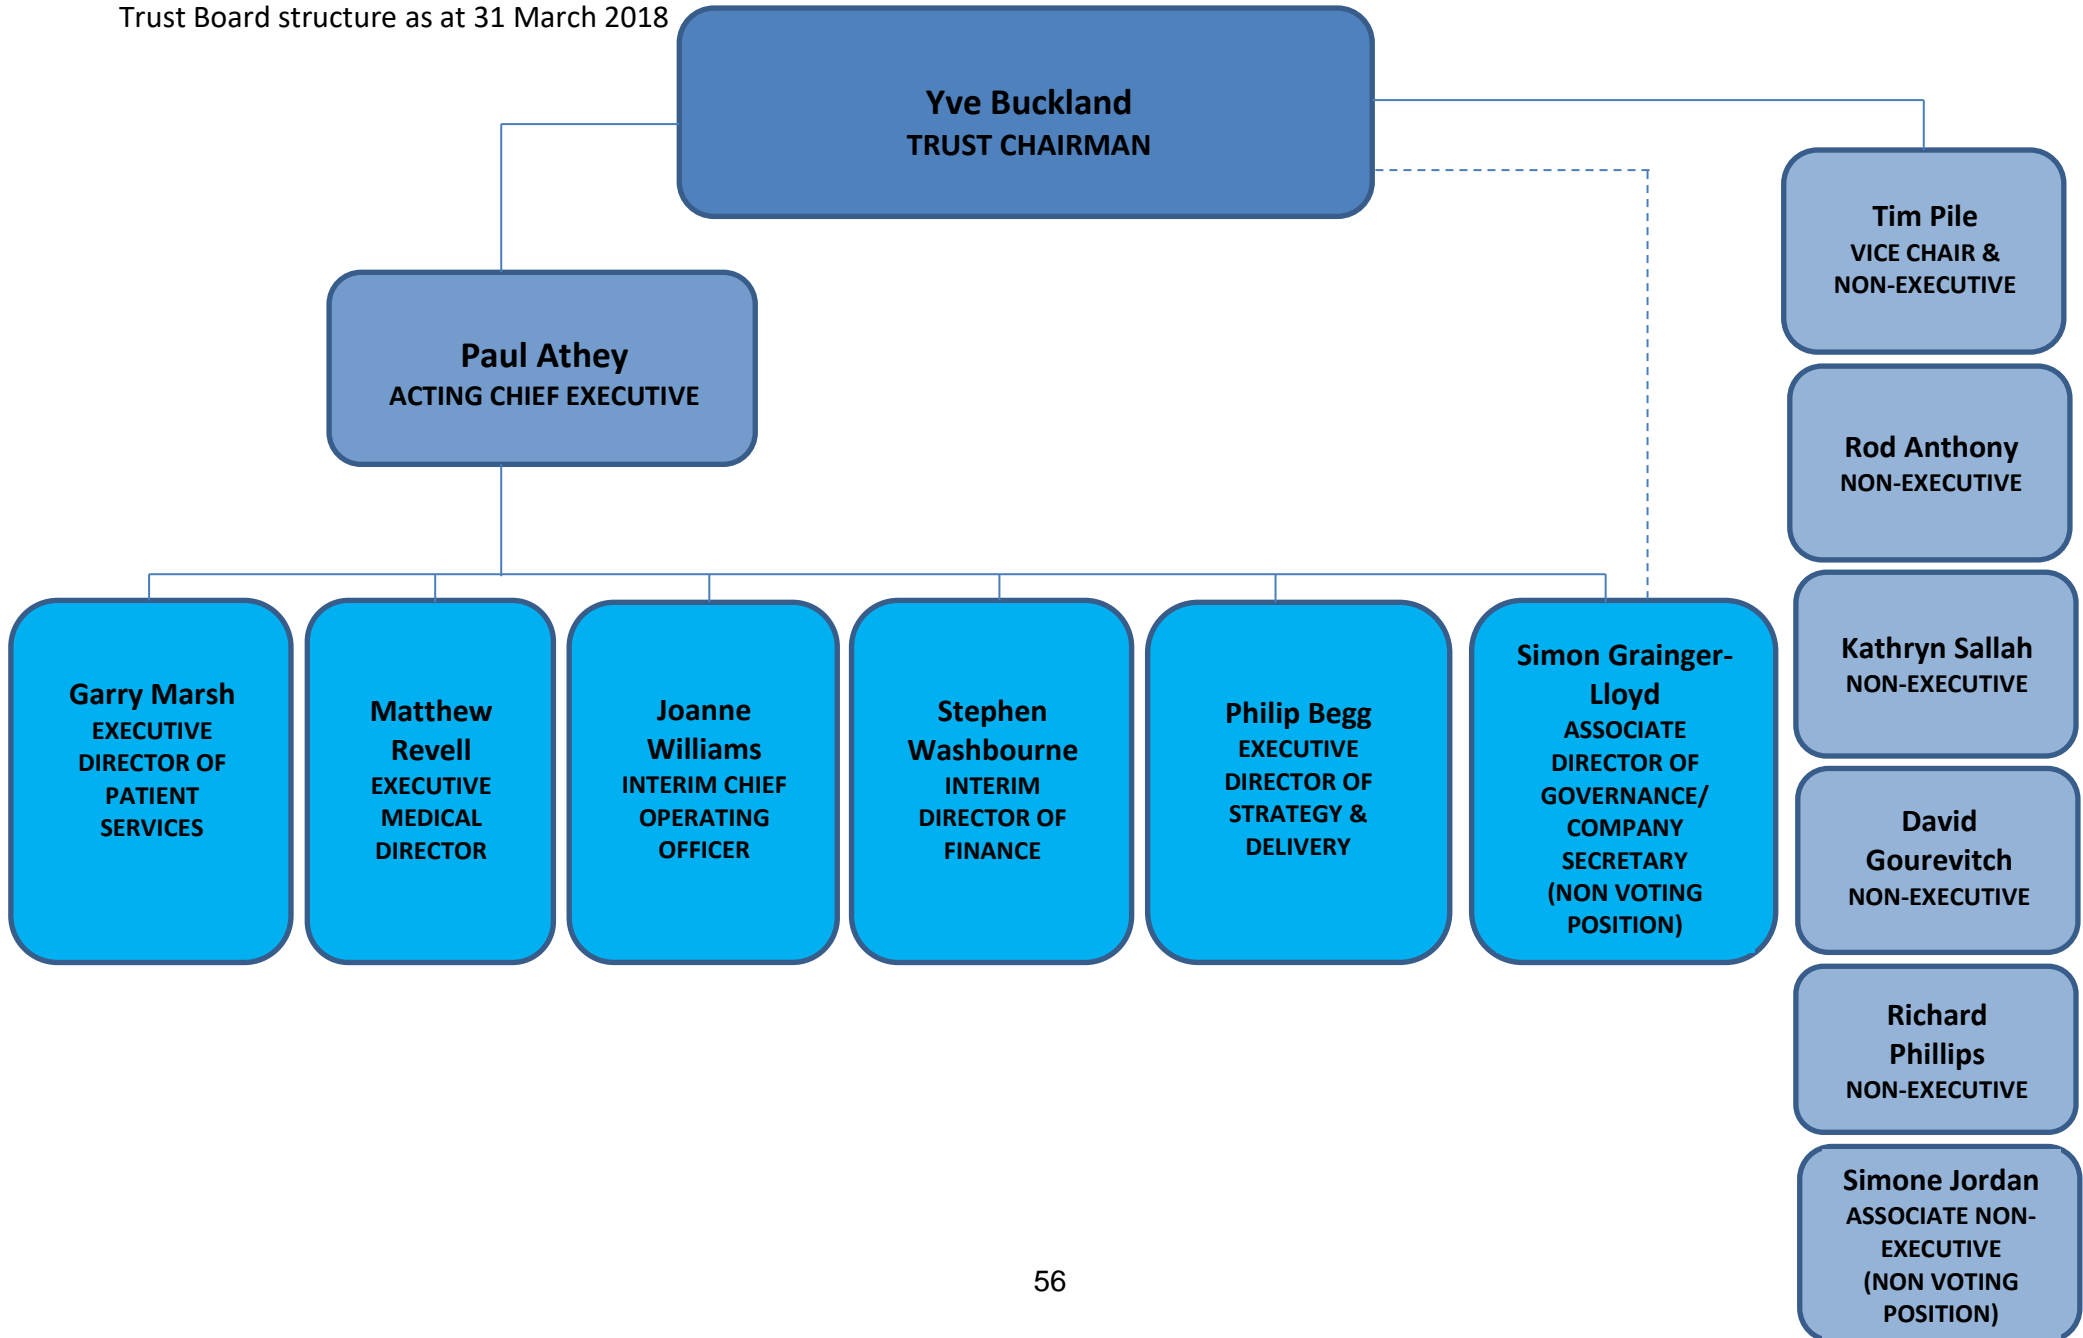 Trust Board structure as at 31 March 2018
Yve Buckland
TRUST CHAIRMAN
Paul Athey
ACTING CHIEF EXECUTIVE
Garry Marsh
EXECUTIVE
DIRECTOR OF
PATIENT
SERVICES
Matthew
Revell
EXECUTIVE
MEDICAL
DIRECTOR
Joanne
Williams
INTERIM CHIEF
OPERATING
OFFICER
Stephen
Washbourne
INTERIM
DIRECTOR OF
FINANCE
Philip Begg
EXECUTIVE
DIRECTOR OF
STRATEGY &
DELIVERY
Simon Grainger-
Lloyd
ASSOCIATE
DIRECTOR OF
GOVERNANCE/
COMPANY
SECRETARY
(NON VOTING
POSITION)
Tim Pile
VICE CHAIR &
NON-EXECUTIVE
Rod Anthony
NON-EXECUTIVE
Kathryn Sallah
NON-EXECUTIVE
David
Gourevitch
NON-EXECUTIVE
Richard
Phillips
NON-EXECUTIVE
Simone Jordan
ASSOCIATE NON-
EXECUTIVE
(NON VOTING
POSITION)
56